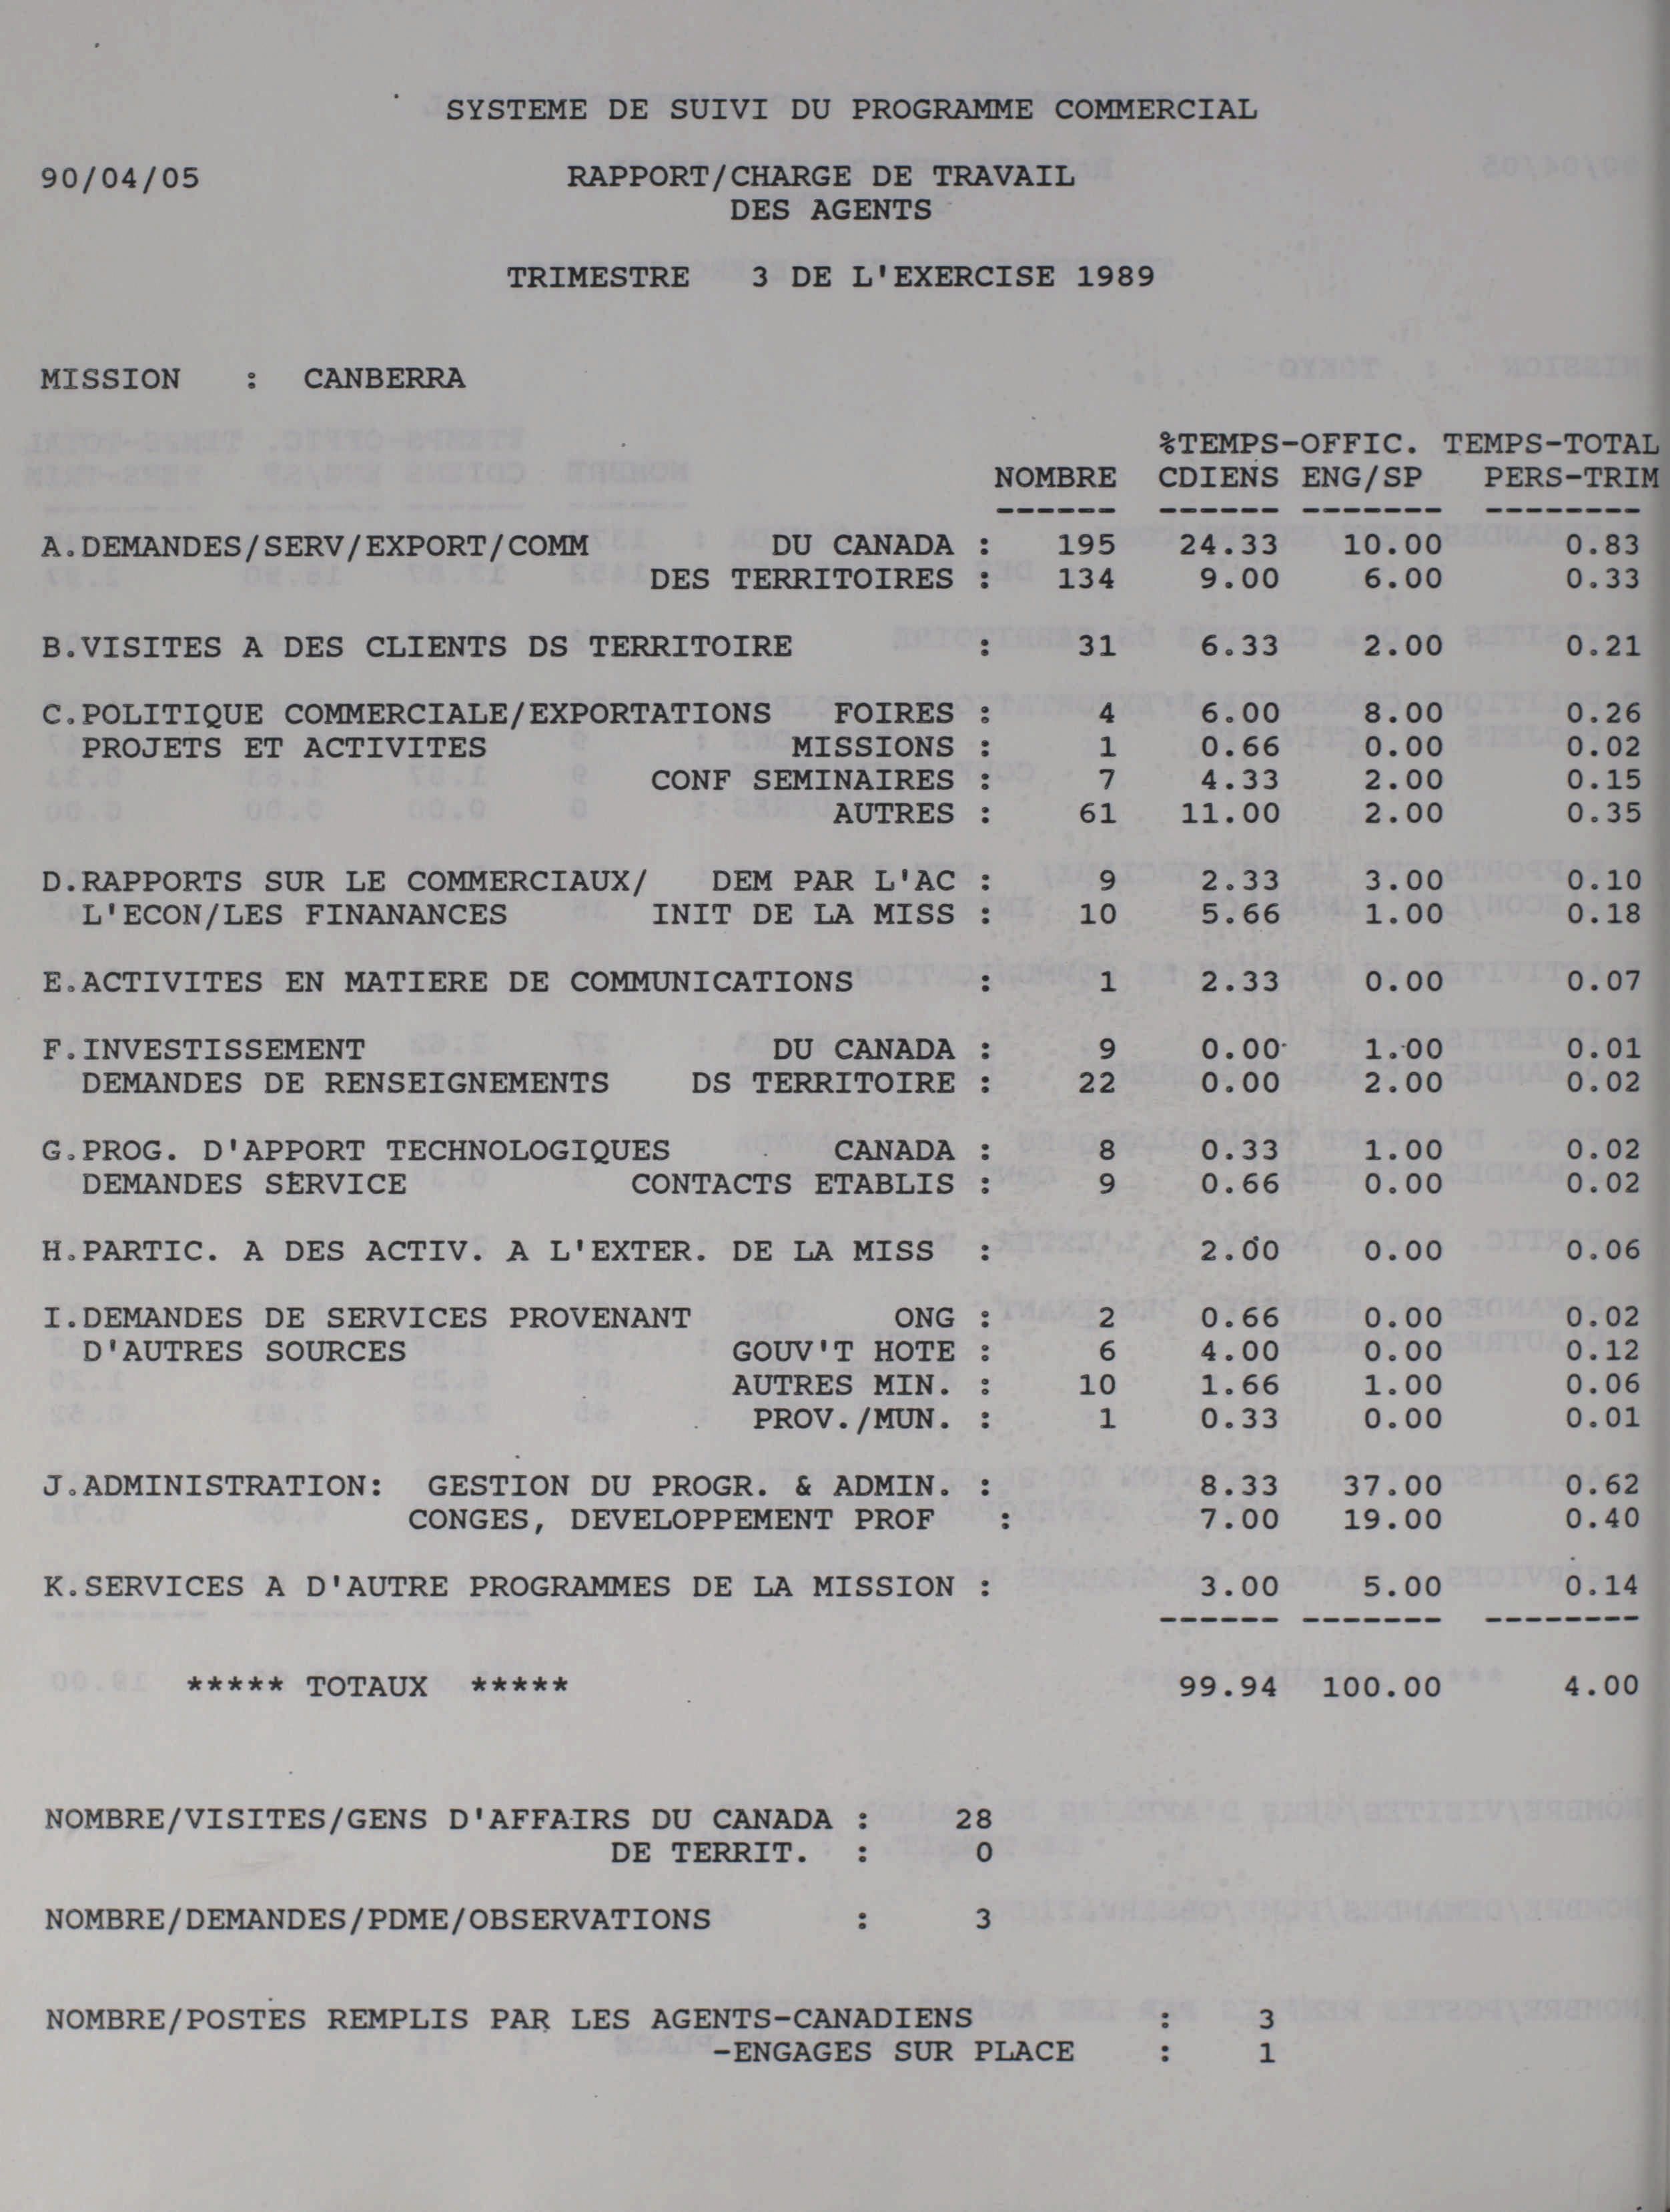 SYSTEME DE SUIVI DU PROGRAMME COMMERCIAL
90/04/05 RAPPORT/CHARGE DE TRAVAIL
DES AGENTS
TRIMESTRE 3 DE L'EXERCISE 1989
MISSION : CANBERRA
%TEMPS-OFFIC. TEMPS-TOTAL
NOMBRE CDIENS ENG/SP PERS-TRIM
------ ------ ------- --------
A.DEMANDES/SERV/EXPORT/COMM DU CANADA : 195 24.33 10.00 0.83
DES TERRITOIRES : 134 9.00 6.00 0.33
B.VISITES A DES CLIENTS DS TERRITOIRE : 31 6.33 2.00 0.21
C.POLITIQUE COMMERCIALE/EXPORTATIONS FOIRES : 4 6.00 8.00 0.26
PROJETS ET ACTIVITES MISSIONS : 1 0.66 0.00 0.02
CONF SEMINAIRES : 7 4.33 2.00 0.15
AUTRES : 61 11.00 2.00 0.35
D.RAPPORTS SUR LE COMMERCIAUX/ DEM PAR L'AC : 9 2.33 3.00 0.10
L'ECON/LES FINANANCES INIT DE LA MISS : 10 5.66 1.00 0.18
E.ACTIVITES EN MATIERE DE COMMUNICATIONS : 1 2.33 0.00 0.07
F.INVESTISSEMENT DU CANADA : 9 0.00 1.00 0.01
DEMANDES DE RENSEIGNEMENTS DS TERRITOIRE : 22 0.00 2.00 0.02
G.PROG. D'APPORT TECHNOLOGIQUES CANADA : 8 0.33 1.00 0.02
DEMANDES SERVICE CONTACTS ETABLIS : 9 0.66 0.00 0.02
H.PARTIC. A DES ACTIV. A L'EXTER. DE LA MISS : 2.00 0.00 0.06
I.DEMANDES DE SERVICES PROVENANT ONG : 2 0.66 0.00 0.02
D'AUTRES SOURCES GOUV'T HOTE : 6 4.00 0.00 0.12
AUTRES MIN. : 10 1.66 1.00 0.06
PROV./MUN. : 1 0.33 0.00 0.01
J.ADMINISTRATION: GESTION DU PROGR. & ADMIN. : 8.33 37.00 0.62
CONGES, DEVELOPPEMENT PROF : 7.00 19.00 0.40
K.SERVICES A D'AUTRE PROGRAMMES DE LA MISSION : 3.00 5.00 0.14
------ ------- --------
***** TOTAUX ***** 99.94 100.00 4.00
NOMBRE/VISITES/GENS D'AFFAIRS DU CANADA : 28
DE TERRIT. : 0
NOMBRE/DEMANDES/PDME/OBSERVATIONS : 3
NOMBRE/POSTES REMPLIS PAR LES AGENTS-CANADIENS : 3
-ENGAGES SUR PLACE : 1